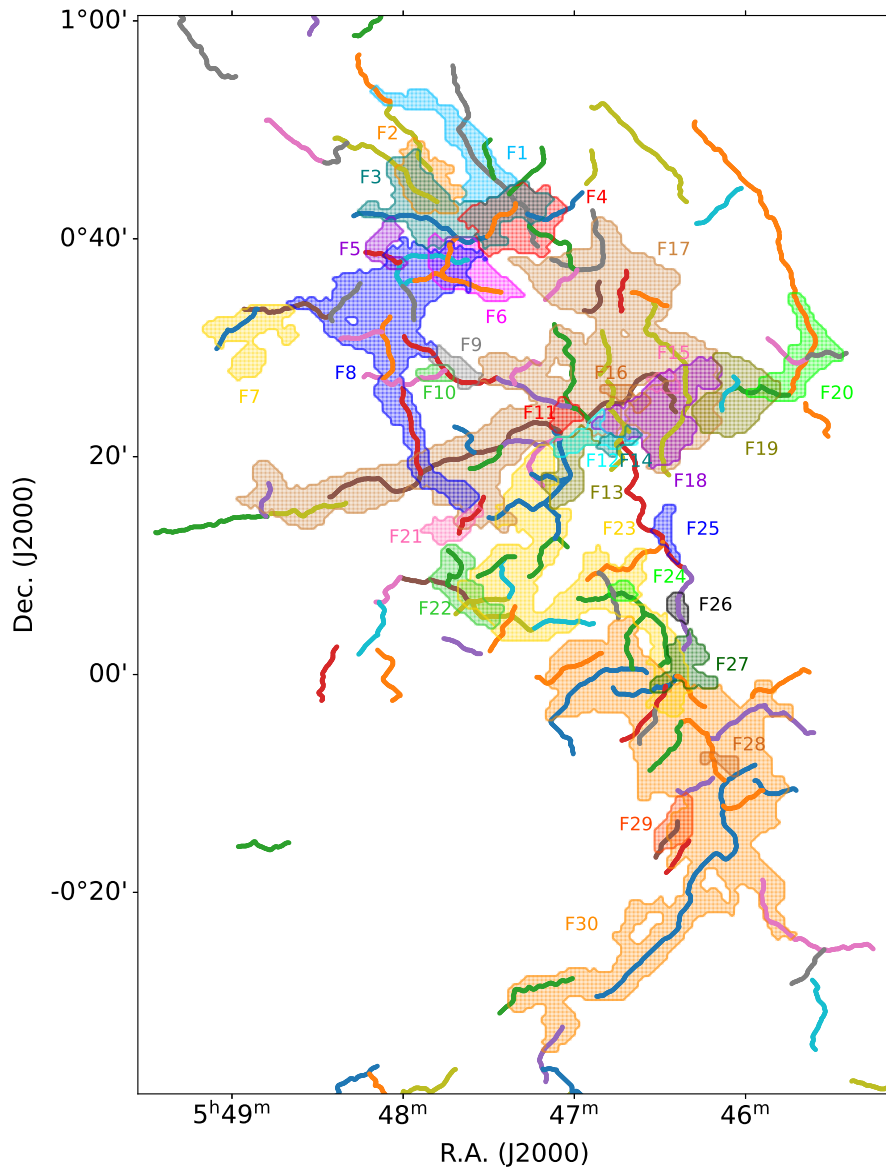 1°00'
F2
F1
F3
F4
0°40'
F5
F17
F6
F9
F15
F8
F10
F16
F20
F7
F11
F19
20'
F12
F14
F18
F13
F21
F23
F25
F24
F22
F26
00'
F27
F28
F29
-0°20'
F30
5ʰ49ᵐ
48ᵐ
47ᵐ
46ᵐ
R.A. (J2000)
Dec. (J2000)